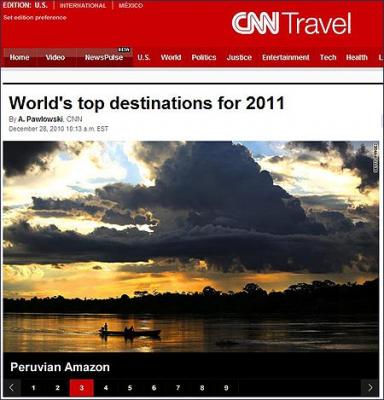 EDITION: U.S. INTERNATIONAL MÉXICO
Set edition preference
CNN Travel
BETA
Home Video NewsPulse U.S. World Politics Justice Entertainment Tech Health L
World's top destinations for 2011
By A. Pawlowski, CNN
December 28, 2010 10:13 a.m. EST
Peruvian Amazon
1 2 3 4 5 6 7 8 9